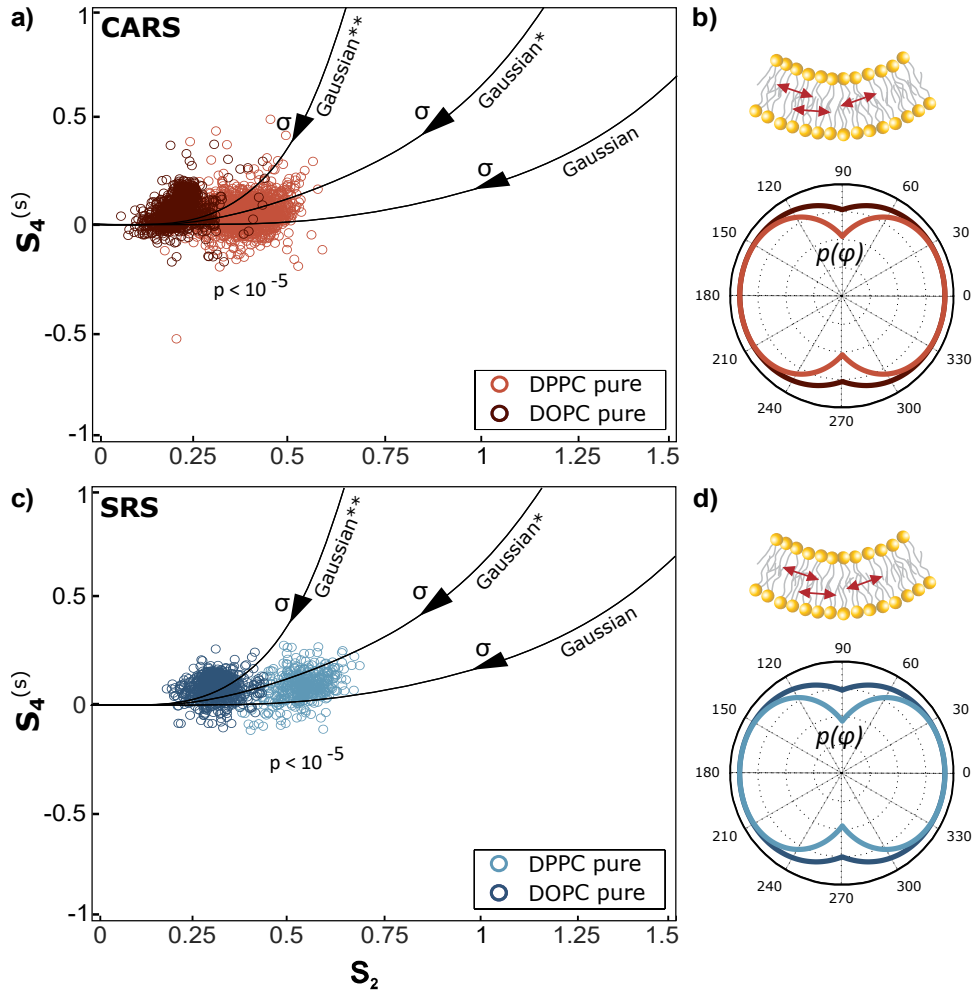 a)
CARS
1
0.5
0
-0.5
-1
S₄⁽ˢ⁾
σ
Gaussian**
σ
Gaussian*
σ
Gaussian
p < 10 ⁻⁵
DPPC pure
DOPC pure
0 0.25 0.5 0.75 1 1.25 1.5
b)
90
120 60
150 30
p(φ)
180 0
210 330
240 300
270
c)
SRS
1
0.5
0
-0.5
-1
S₄⁽ˢ⁾
σ
Gaussian**
σ
Gaussian*
σ
Gaussian
p < 10 ⁻⁵
DPPC pure
DOPC pure
0 0.25 0.5 0.75 1 1.25 1.5
S₂
d)
90
120 60
150 30
p(φ)
180 0
210 330
240 300
270